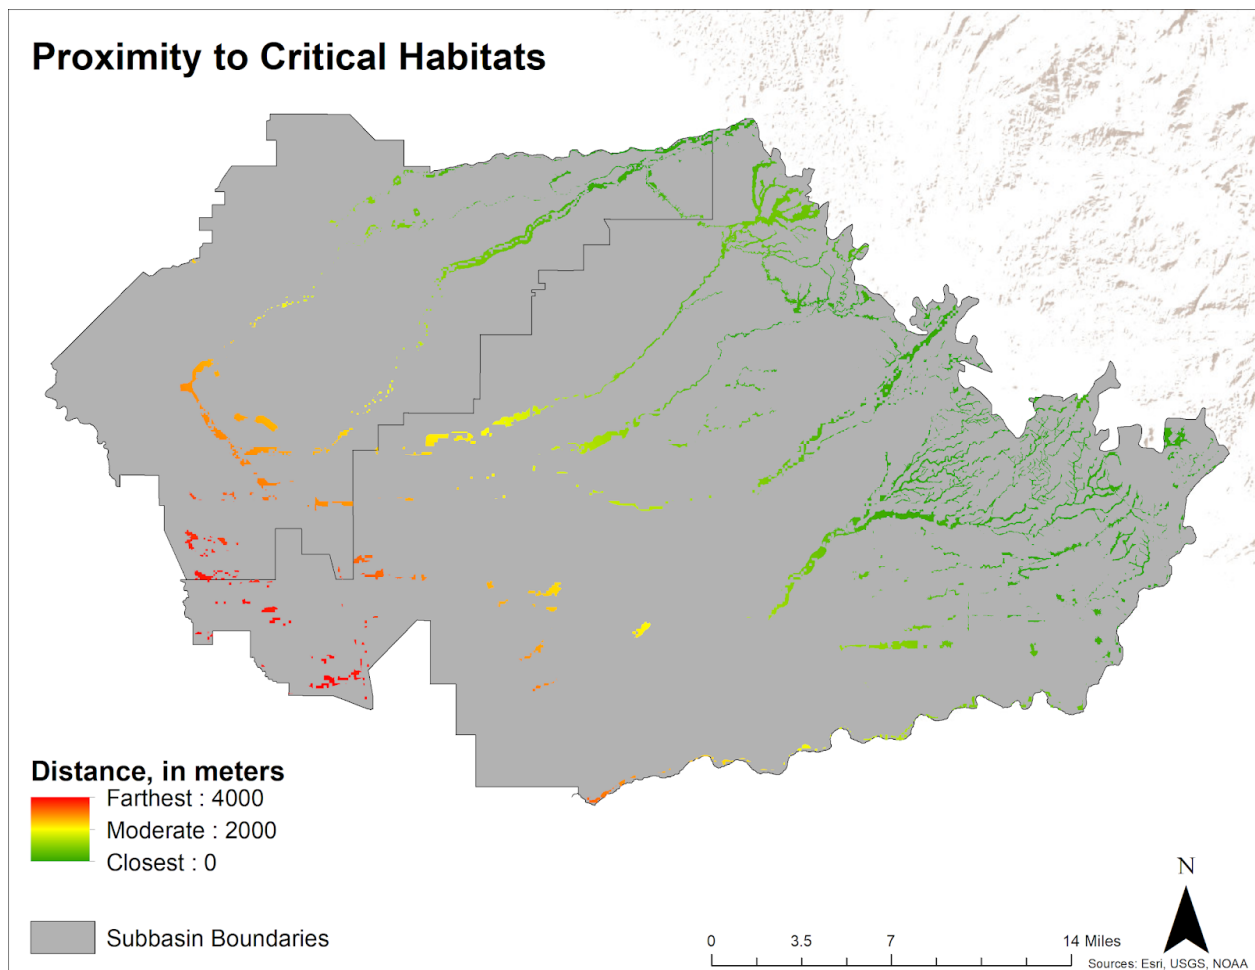 Proximity to Critical Habitats
Distance, in meters
Farthest : 4000
Moderate : 2000
Closest : 0
Subbasin Boundaries
0 3.5 7 14 Miles
N
Sources: Esri, USGS, NOAA